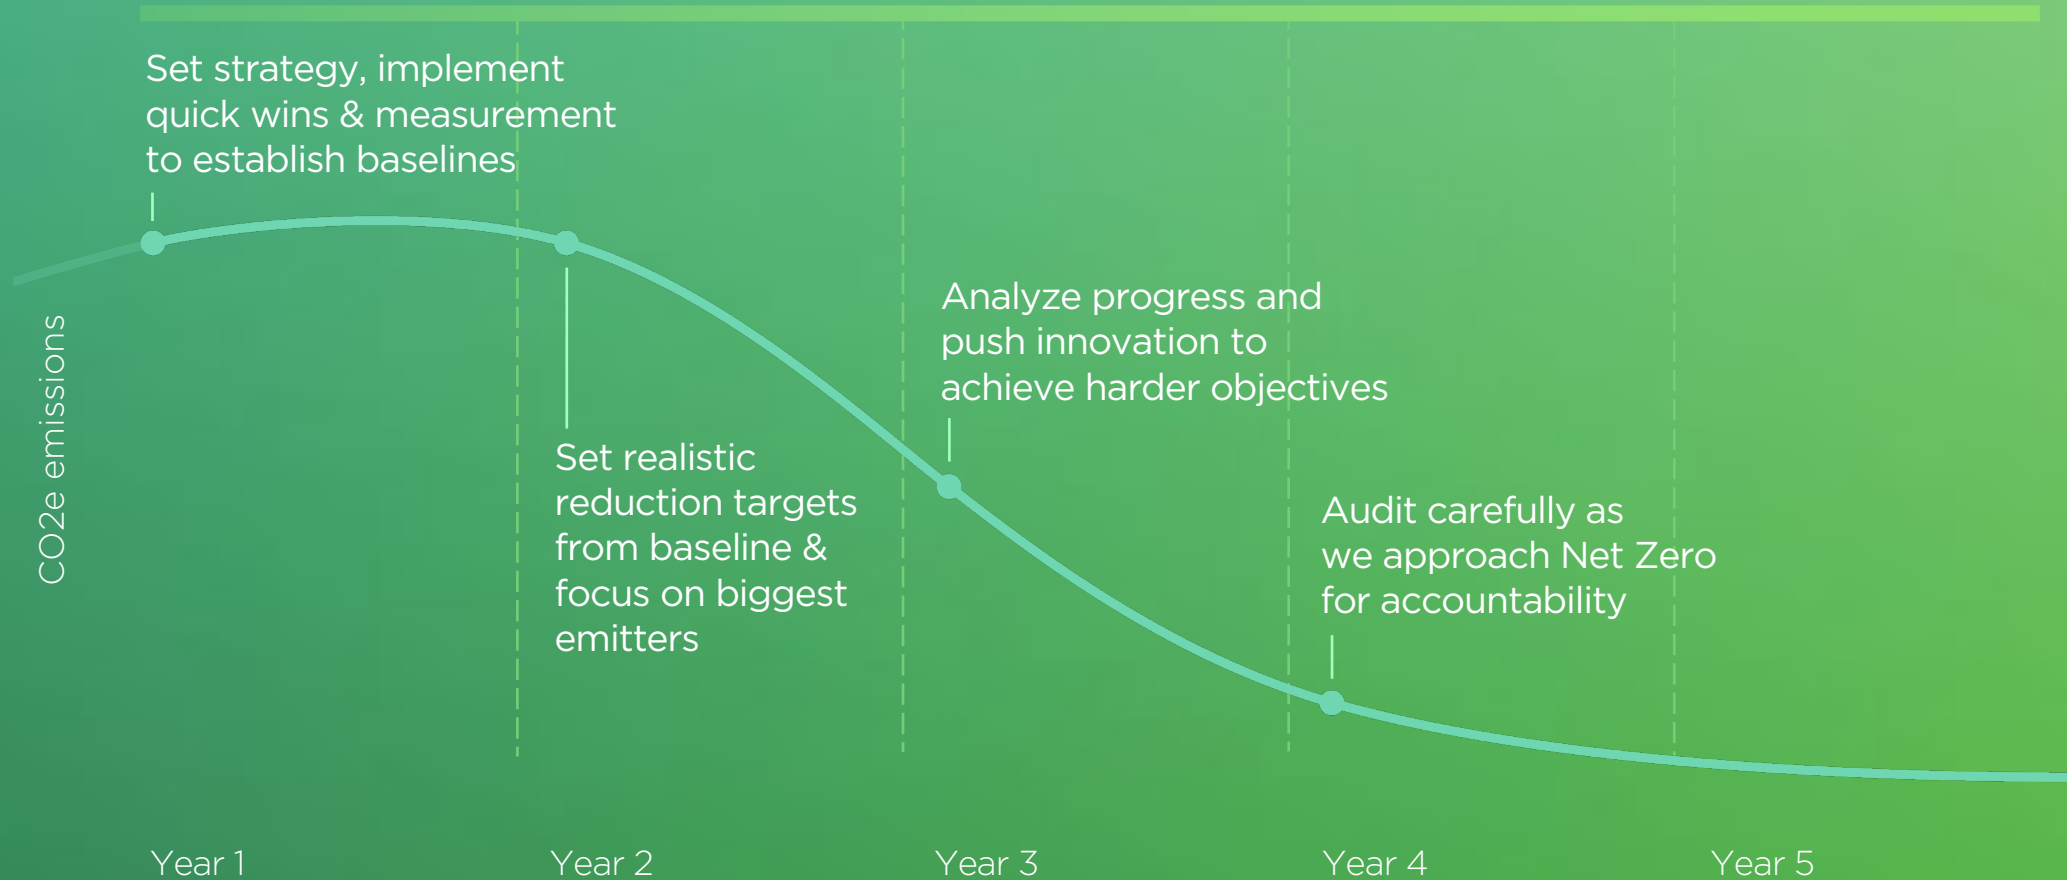 Set strategy, implement
quick wins & measurement
to establish baselines
CO2e emissions
Set realistic
reduction targets
from baseline &
focus on biggest
emitters
Analyze progress and
push innovation to
achieve harder objectives
Audit carefully as
we approach Net Zero
for accountability
Year 1
Year 2
Year 3
Year 4
Year 5